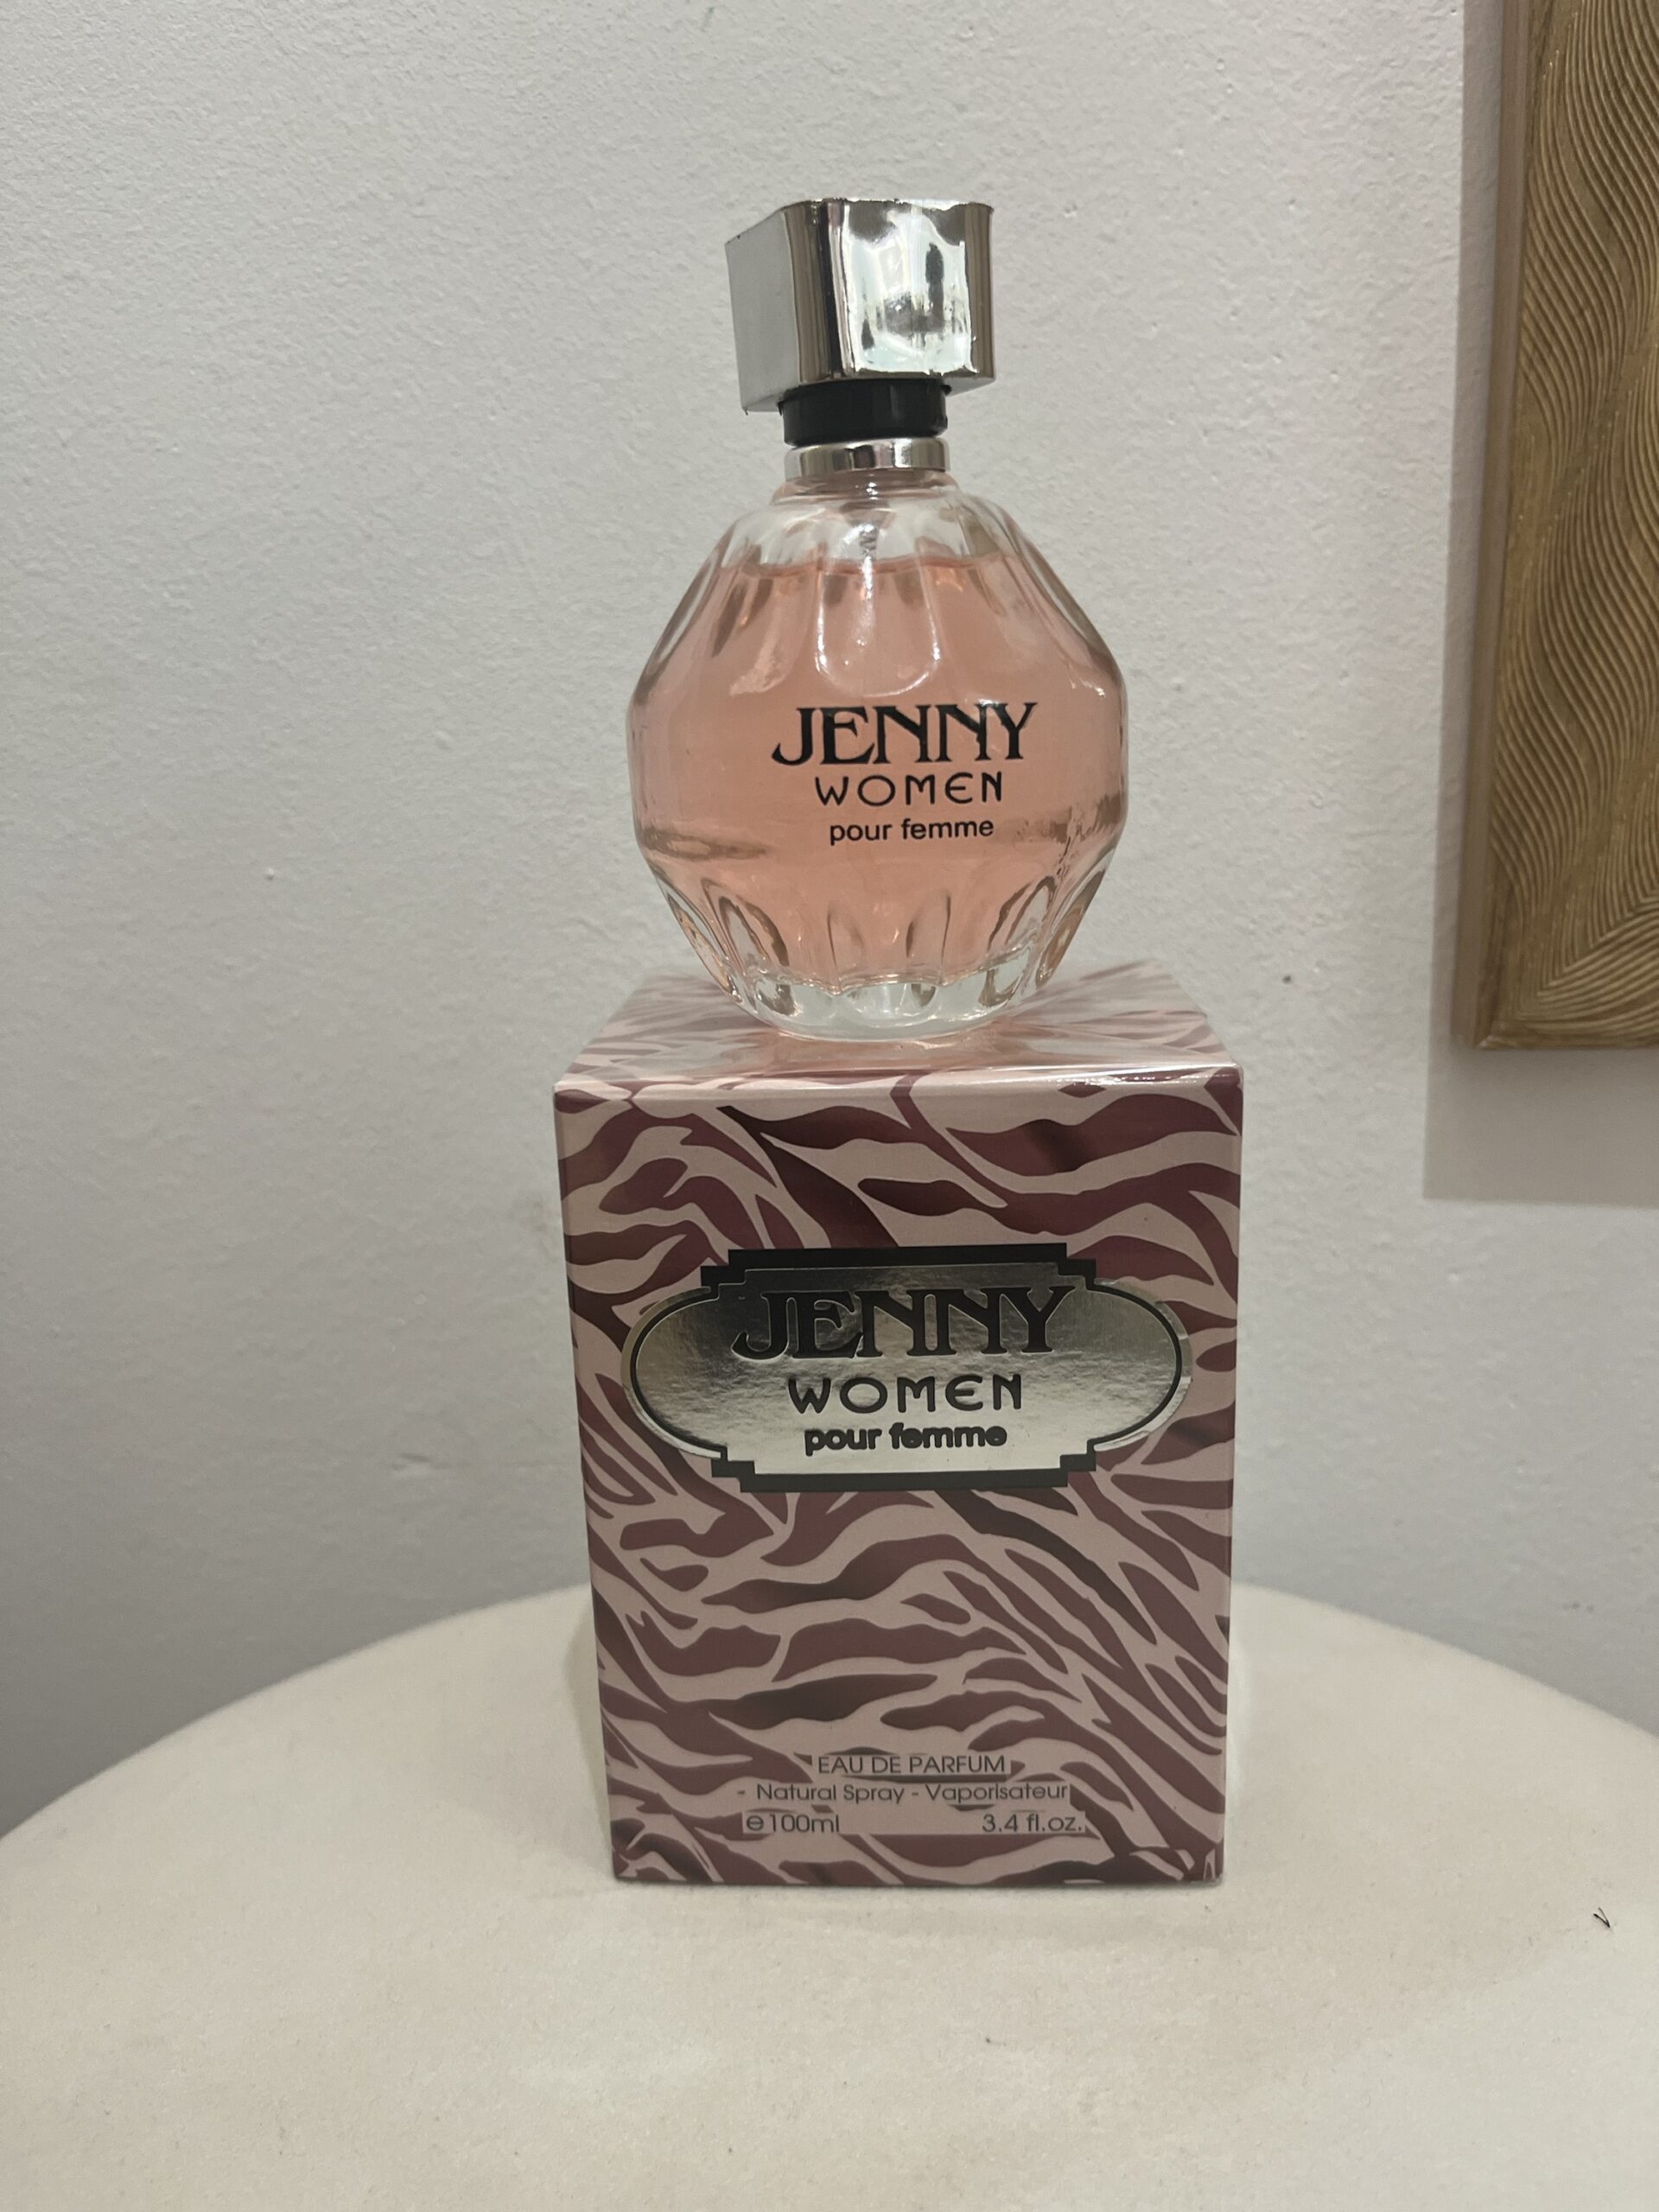 JENNY
WOMEN
pour femme
JENNY
WOMEN
pour femme
EAU DE PARFUM
- Natural Spray - Vaporisateur
℮100ml 3.4 fl.oz.